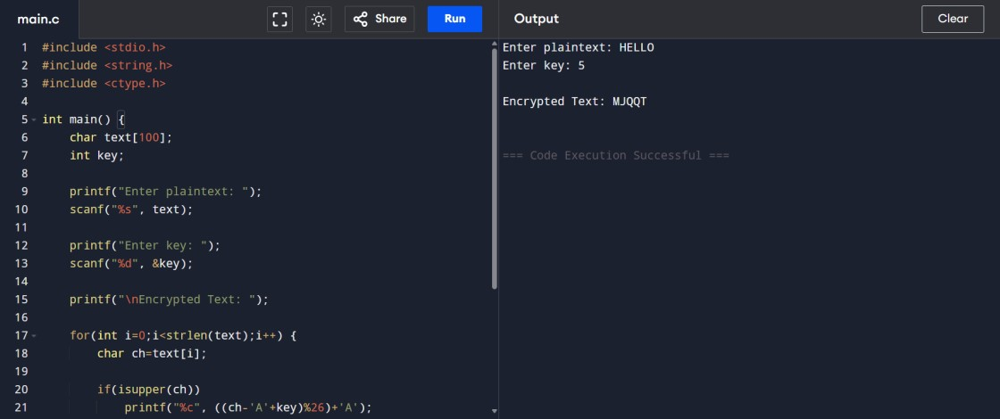 main.c
Share
Run
1 #include <stdio.h>
2 #include <string.h>
3 #include <ctype.h>
4
5 int main() {
6     char text[100];
7     int key;
8
9     printf("Enter plaintext: ");
10     scanf("%s", text);
11
12     printf("Enter key: ");
13     scanf("%d", &key);
14
15     printf("\nEncrypted Text: ");
16
17     for(int i=0;i<strlen(text);i++) {
18         char ch=text[i];
19
20         if(isupper(ch))
21             printf("%c", ((ch-'A'+key)%26)+'A');
Output
Clear
Enter plaintext: HELLO
Enter key: 5

Encrypted Text: MJQQT

=== Code Execution Successful ===